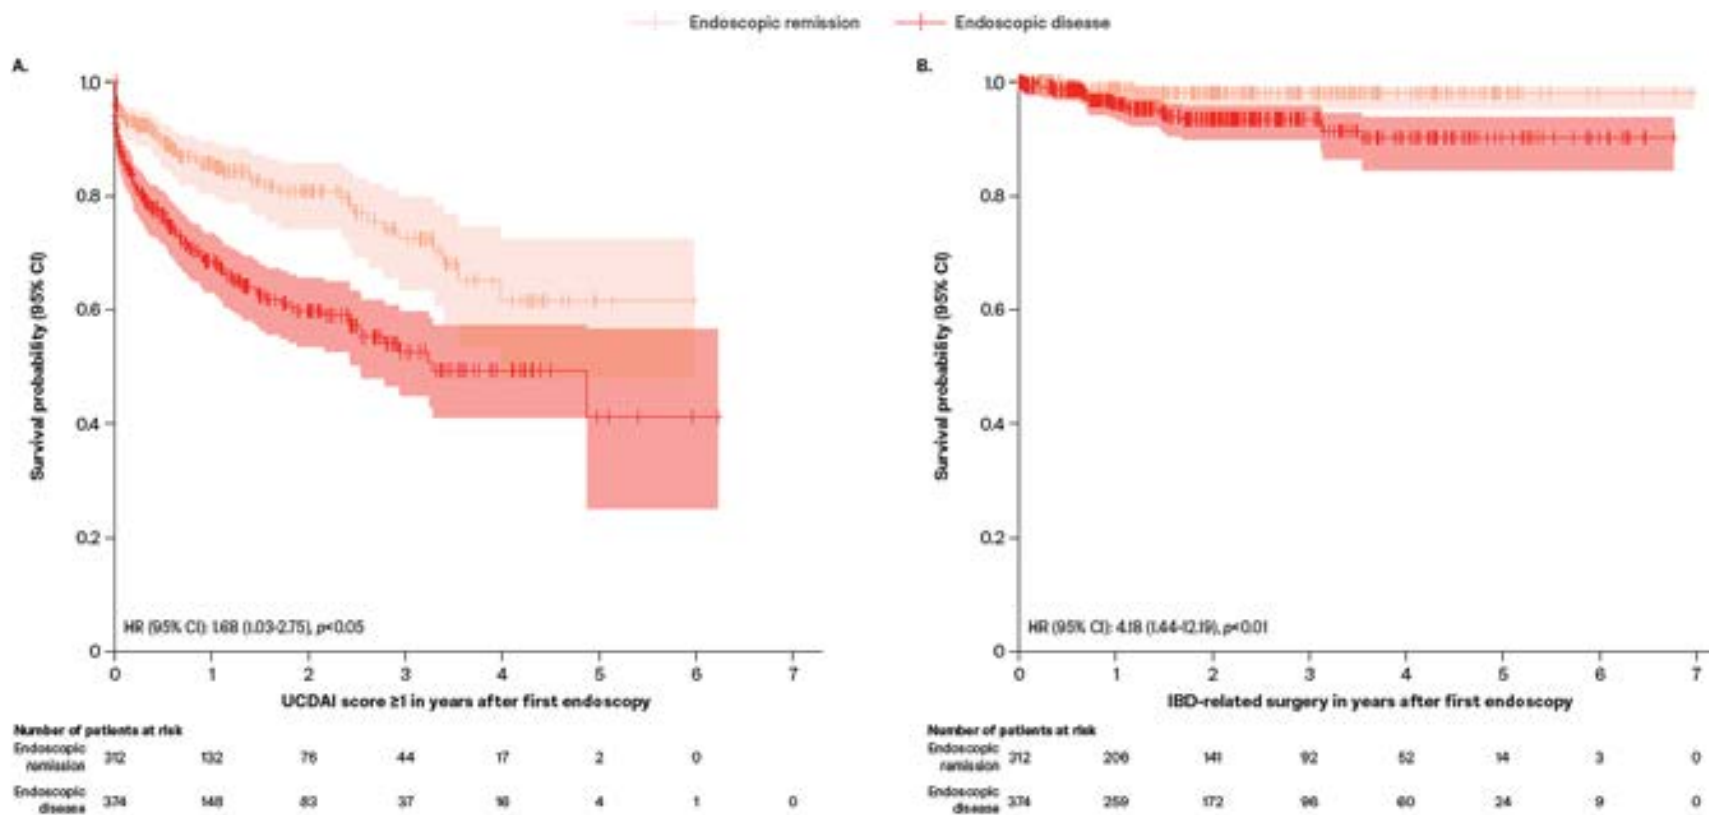 Endoscopic remission Endoscopic disease
A.
1.0
0.8
0.6
0.4
0.2
0
Survival probability (95% CI)
HR (95% CI): 1.68 (1.03-2.75), p<0.05
0 1 2 3 4 5 6 7
UCDAI score ≥1 in years after first endoscopy
Number of patients at risk
Endoscopic
remission 312 132 76 44 17 2 0
Endoscopic
disease 374 148 83 37 16 4 1 0
B.
1.0
0.8
0.6
0.4
0.2
0
Survival probability (95% CI)
HR (95% CI): 4.18 (1.44-12.19), p<0.01
0 1 2 3 4 5 6 7
IBD-related surgery in years after first endoscopy
Number of patients at risk
Endoscopic
remission 312 206 141 92 52 14 3 0
Endoscopic
disease 374 259 172 96 60 24 9 0